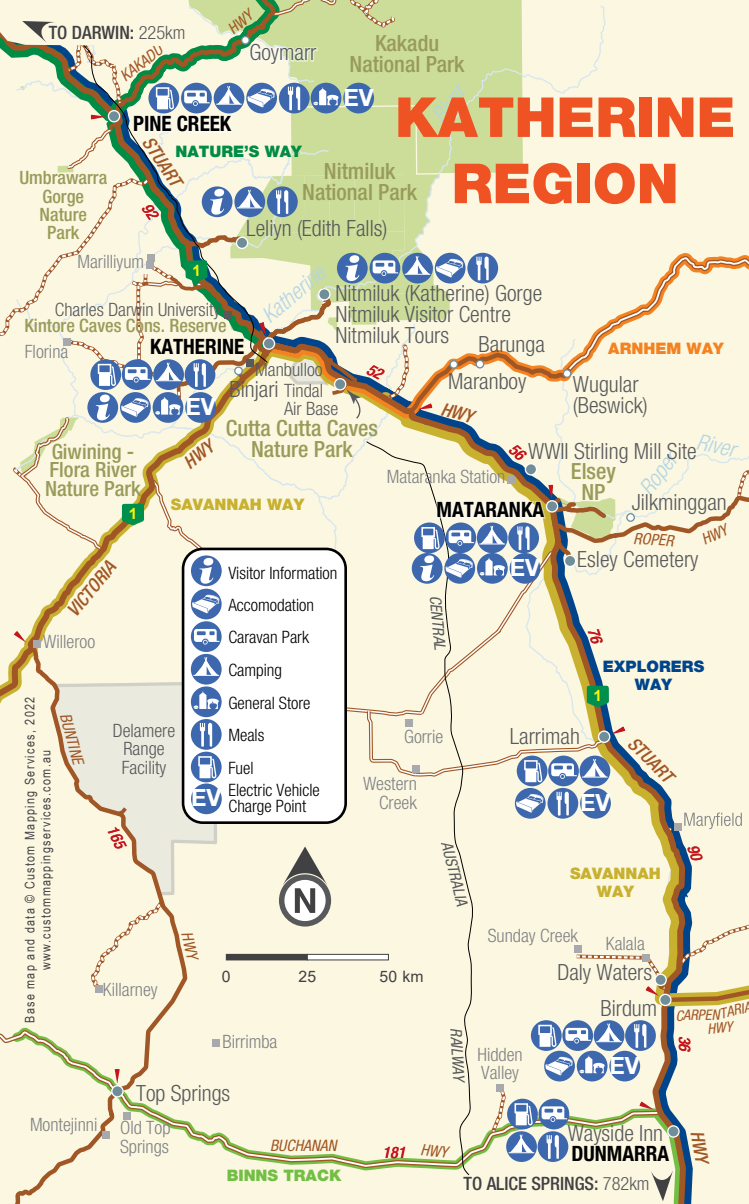 TO DARWIN: 225km
HWY
Goymarr
KAKADU
Kakadu
National Park
EV
KATHERINE
REGION
PINE CREEK
STUART
NATURE'S WAY
Umbrawarra
Gorge
Nature
Park
Nitmiluk
National Park
92
Leliyn (Edith Falls)
Marilliyum
1
Katherine
Nitmiluk (Katherine) Gorge
Nitmiluk Visitor Centre
Nitmiluk Tours
Charles Darwin University
Kintore Caves Cons. Reserve
KATHERINE
Florina
Barunga
ARNHEM WAY
Maranboy
Wugular
(Beswick)
52
Manbulloo
Binjari
Tindal
Air Base
EV
HWY
Cutta Cutta Caves
Nature Park
HWY
56
WWII Stirling Mill Site
River
Roper
Elsey
NP
Giwining -
Flora River
Nature Park
Mataranka Station
SAVANNAH WAY
1
MATARANKA
Jilkminggan
ROPER
HWY
EV
Esley Cemetery
VICTORIA
Visitor Information
Accomodation
Caravan Park
Camping
General Store
Meals
Fuel
EV
Electric Vehicle
Charge Point
CENTRAL
76
Willeroo
EXPLORERS
WAY
1
BUNTINE
Delamere
Range
Facility
Gorrie
Larrimah
STUART
Western
Creek
EV
Maryfield
165
90
AUSTRALIA
SAVANNAH
WAY
N
HWY
Sunday Creek
Kalala
0
25
50 km
Daly Waters
Killarney
Birdum
CARPENTARIA
HWY
Base map and data © Custom Mapping Services, 2022
www.custommappingservices.com.au
Birrimba
RAILWAY
EV
36
Hidden
Valley
Top Springs
Montejinni
Old Top
Springs
BUCHANAN
181
HWY
BINNS TRACK
Wayside Inn
DUNMARRA
HWY
TO ALICE SPRINGS: 782km